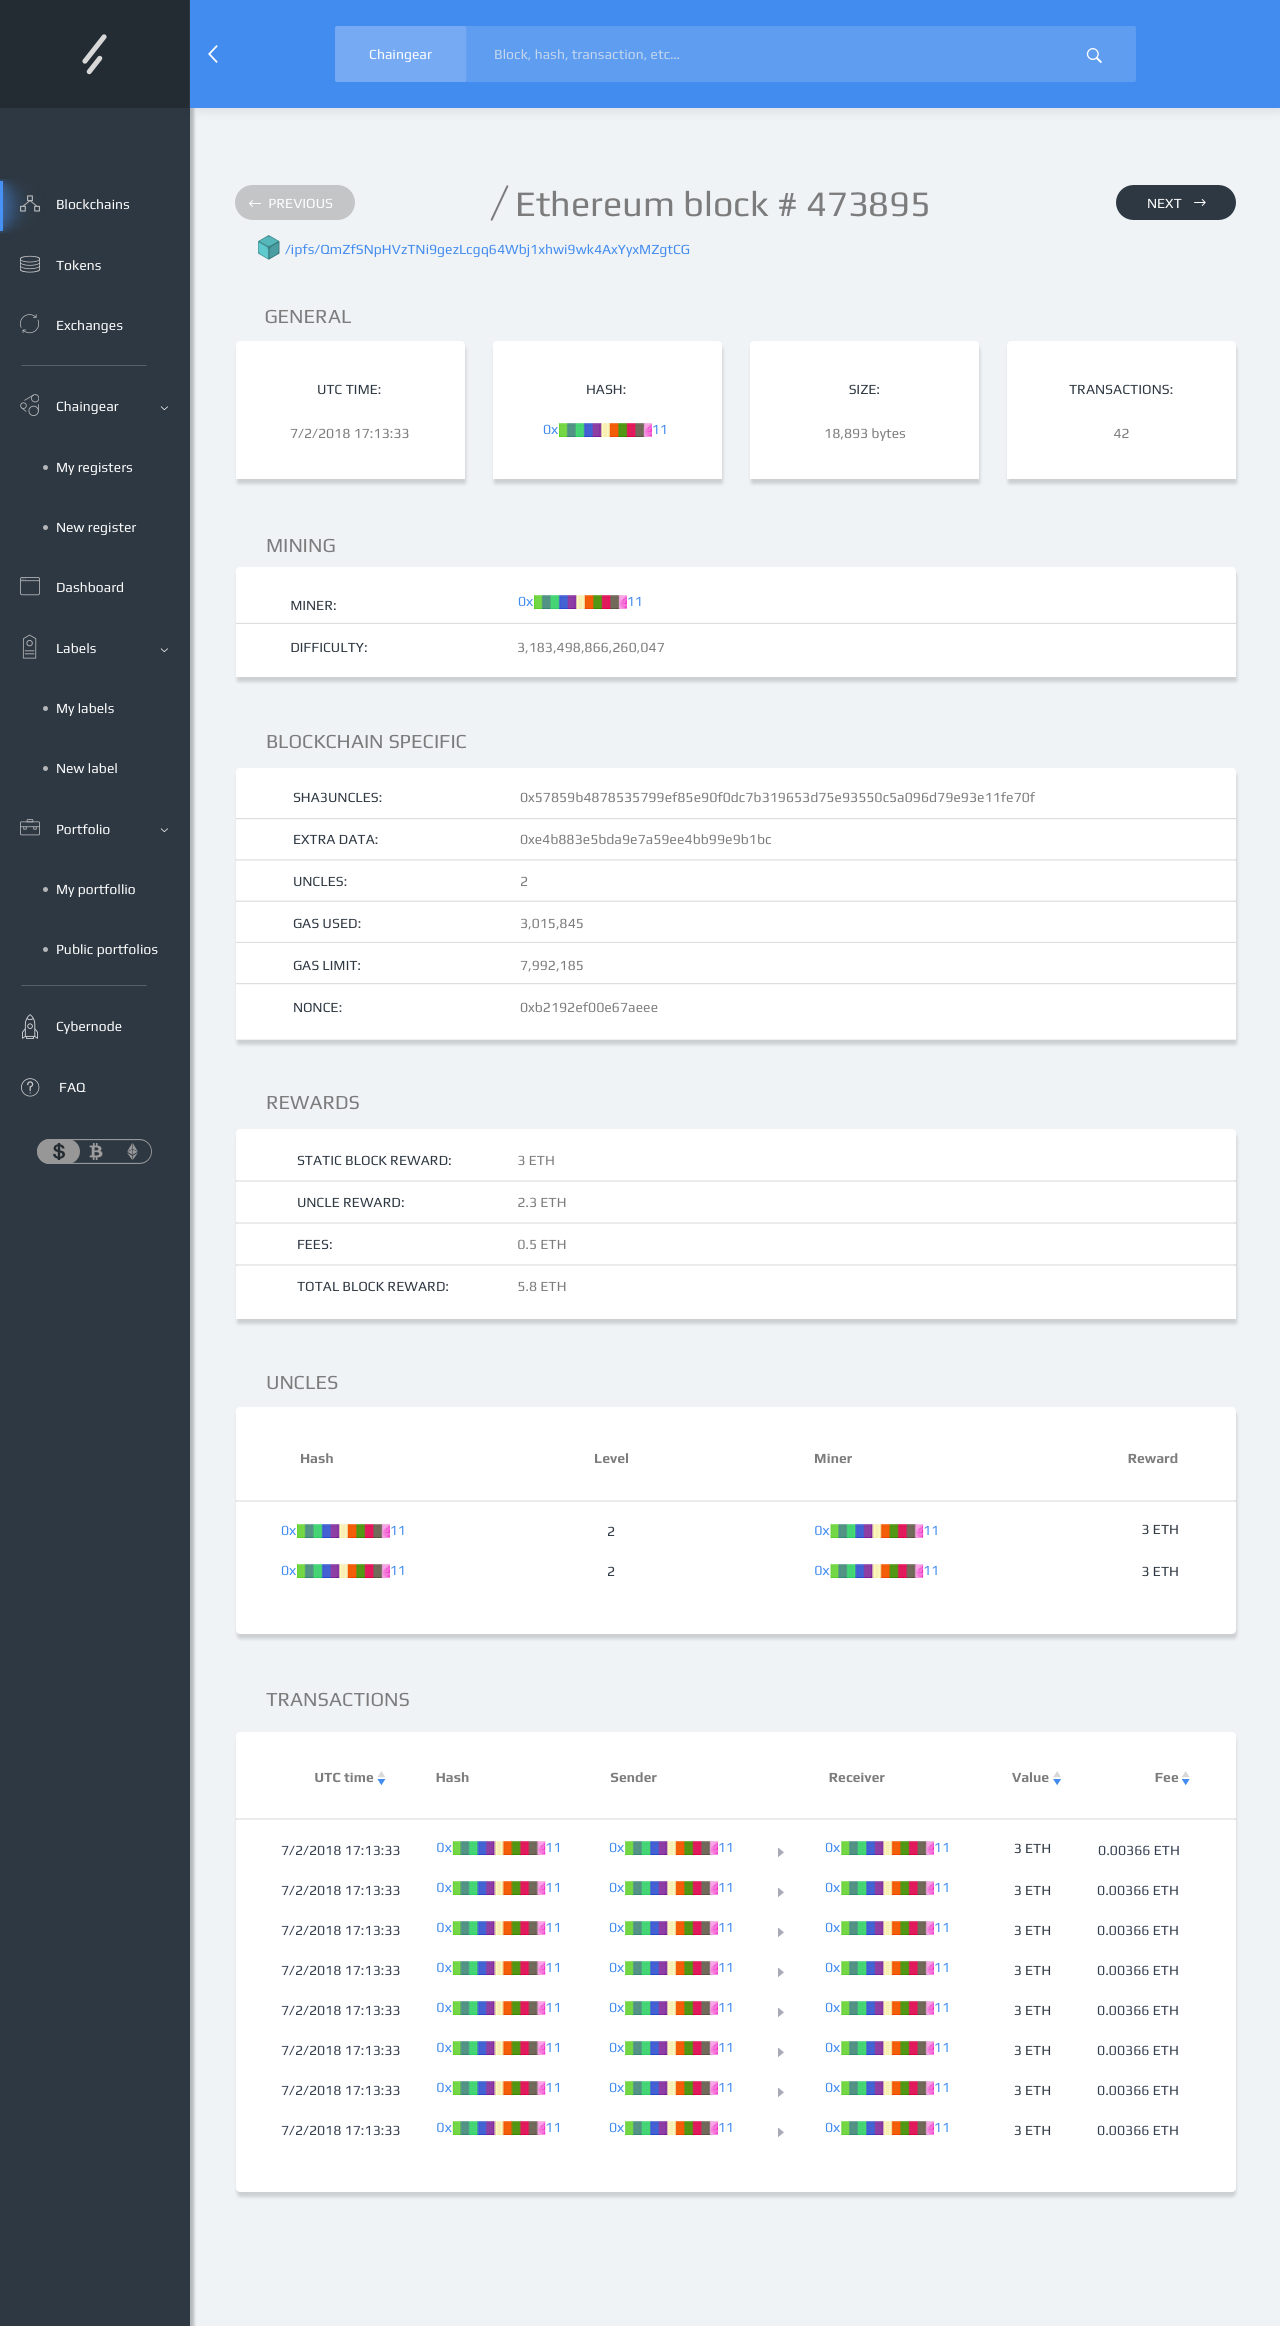 Chaingear
Block, hash, transaction, etc...
Blockchains
Tokens
Exchanges
Chaingear
My registers
New register
Dashboard
Labels
My labels
New label
Portfolio
My portfollio
Public portfolios
Cybernode
FAQ
← PREVIOUS
/ Ethereum block # 473895
NEXT →
/ipfs/QmZfSNpHVzTNi9gezLcgq64Wbj1xhwi9wk4AxYyxMZgtCG
GENERAL
UTC TIME:
7/2/2018 17:13:33
HASH:
0x 11
SIZE:
18,893 bytes
TRANSACTIONS:
42
MINING
MINER: 0x 11
DIFFICULTY: 3,183,498,866,260,047
BLOCKCHAIN SPECIFIC
SHA3UNCLES: 0x57859b4878535799ef85e90f0dc7b319653d75e93550c5a096d79e93e11fe70f
EXTRA DATA: 0xe4b883e5bda9e7a59ee4bb99e9b1bc
UNCLES: 2
GAS USED: 3,015,845
GAS LIMIT: 7,992,185
NONCE: 0xb2192ef00e67aeee
REWARDS
STATIC BLOCK REWARD: 3 ETH
UNCLE REWARD: 2.3 ETH
FEES: 0.5 ETH
TOTAL BLOCK REWARD: 5.8 ETH
UNCLES
Hash Level Miner Reward
0x 11 2 0x 11 3 ETH
0x 11 2 0x 11 3 ETH
TRANSACTIONS
UTC time Hash Sender Receiver Value Fee
7/2/2018 17:13:33 0x 11 0x 11 0x 11 3 ETH 0.00366 ETH
7/2/2018 17:13:33 0x 11 0x 11 0x 11 3 ETH 0.00366 ETH
7/2/2018 17:13:33 0x 11 0x 11 0x 11 3 ETH 0.00366 ETH
7/2/2018 17:13:33 0x 11 0x 11 0x 11 3 ETH 0.00366 ETH
7/2/2018 17:13:33 0x 11 0x 11 0x 11 3 ETH 0.00366 ETH
7/2/2018 17:13:33 0x 11 0x 11 0x 11 3 ETH 0.00366 ETH
7/2/2018 17:13:33 0x 11 0x 11 0x 11 3 ETH 0.00366 ETH
7/2/2018 17:13:33 0x 11 0x 11 0x 11 3 ETH 0.00366 ETH